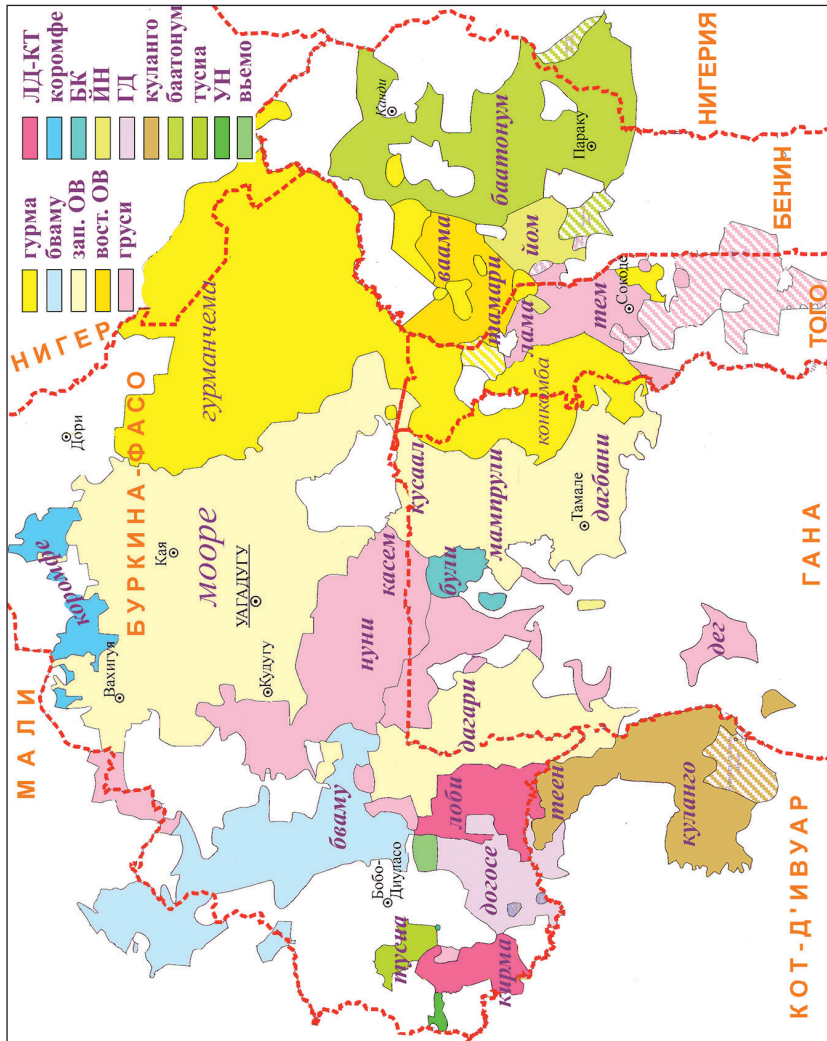 гурма
бваму
зап. ОВ
вост. ОВ
груси
ЛД-КТ
коромфе
БК
ЙН
ГД
куланго
баатонум
тусиа
УН
вьемо
НИГЕР
МАЛИ
БУРКИНА-ФАСО
Дори
коромфе
Вахигуя
Кая
мооре
УАГАДУГУ
Кудугу
гурманчема
бваму
нуни
касем
кусаал
Бобо-
Диуласо
тусиа
кирма
догосе
лоби
дагари
були
мампрули
Тамале
дагбани
конкомба
ваама
тамари
лама
тем
Сокоде
йом
баатонум
Канди
Параку
теен
куланго
дег
КОТ-Д'ИВУАР
ГАНА
ТОГО
БЕНИН
НИГЕРИЯ